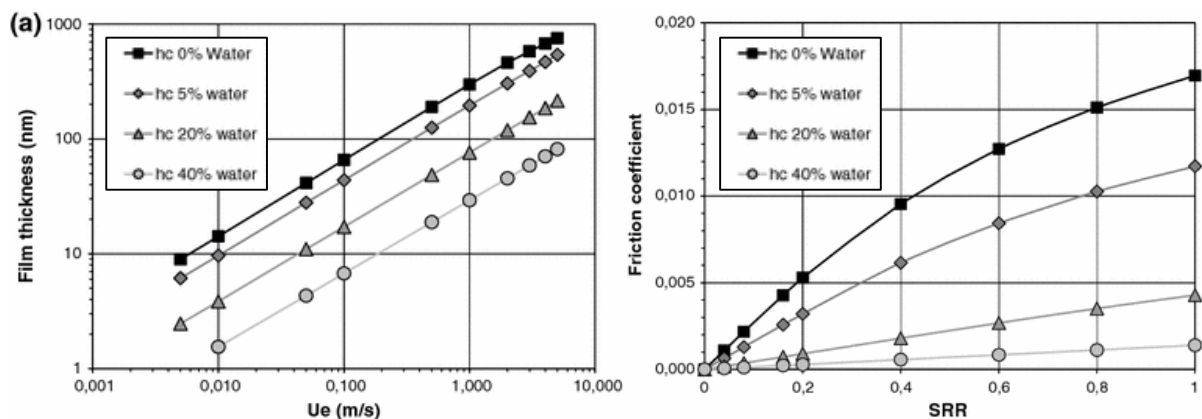 (a)
1000
100
10
1
Film thickness (nm)
hc 0% Water
hc 5% water
hc 20% water
hc 40% water
0,001
0,010
0,100
1,000
10,000
Ue (m/s)
0,020
0,015
0,010
0,005
0,000
Friction coefficient
hc 0% Water
hc 5% water
hc 20% water
hc 40% water
0
0,2
0,4
0,6
0,8
1
SRR